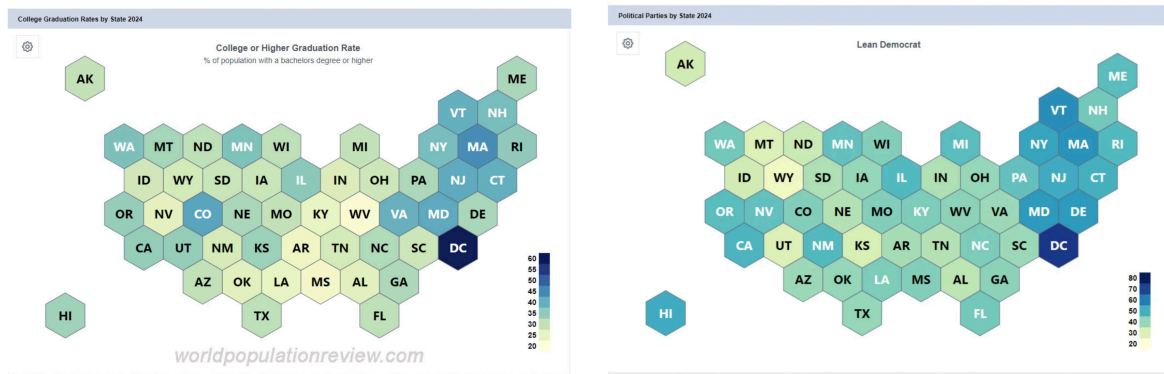 College Graduation Rates by State 2024
College or Higher Graduation Rate
% of population with a bachelors degree or higher
AK ME
VT NH
WA MT ND MN WI MI NY MA RI
ID WY SD IA IL IN OH PA NJ CT
OR NV CO NE MO KY WV VA MD DE
CA UT NM KS AR TN NC SC DC
AZ OK LA MS AL GA
HI TX FL
60
55
50
45
40
35
30
25
20
worldpopulationreview.com
Political Parties by State 2024
Lean Democrat
AK ME
VT NH
WA MT ND MN WI MI NY MA RI
ID WY SD IA IL IN OH PA NJ CT
OR NV CO NE MO KY WV VA MD DE
CA UT NM KS AR TN NC SC DC
AZ OK LA MS AL GA
HI TX FL
80
70
60
50
40
30
20